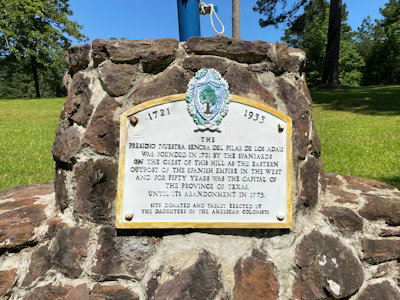 1721 1933
THE
PRESIDIO NUESTRA SENORA DEL PILAR DE LOS ADAIS
WAS FOUNDED IN 1721 BY THE SPANIARDS
ON THE CREST OF THIS HILL AS THE EASTERN
OUTPOST OF THE SPANISH EMPIRE IN THE WEST
AND FOR FIFTY YEARS WAS THE CAPITAL OF
THE PROVINCE OF TEXAS,
UNTIL ITS ABANDONMENT IN 1773.
SITE DONATED AND TABLET ERECTED BY
THE DAUGHTERS OF THE AMERICAN COLONISTS